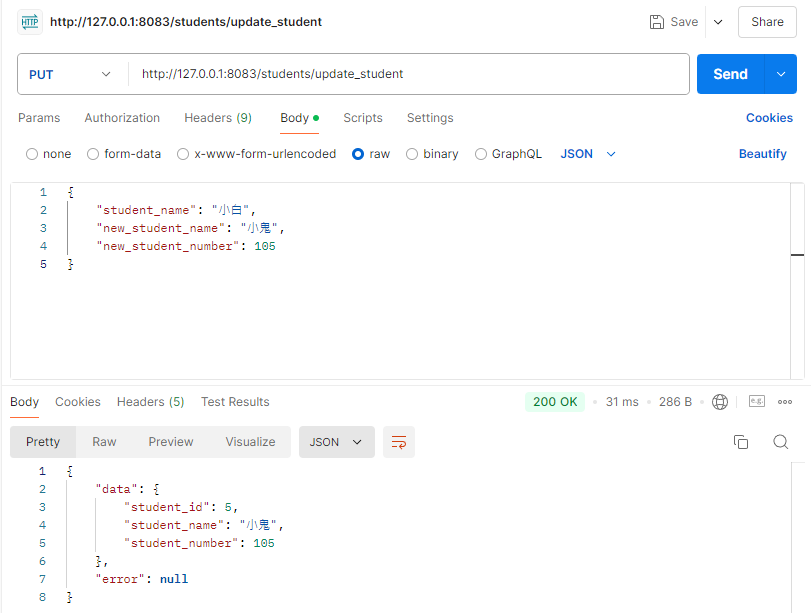 HTTP http://127.0.0.1:8083/students/update_student Save Share
PUT http://127.0.0.1:8083/students/update_student Send
Params Authorization Headers (9) Body Scripts Settings Cookies
none form-data x-www-form-urlencoded raw binary GraphQL JSON Beautify
1 {
2 "student_name": "小白",
3 "new_student_name": "小鬼",
4 "new_student_number": 105
5 }
Body Cookies Headers (5) Test Results 200 OK 31 ms 286 B e.g.
Pretty Raw Preview Visualize JSON
1 {
2 "data": {
3 "student_id": 5,
4 "student_name": "小鬼",
5 "student_number": 105
6 },
7 "error": null
8 }